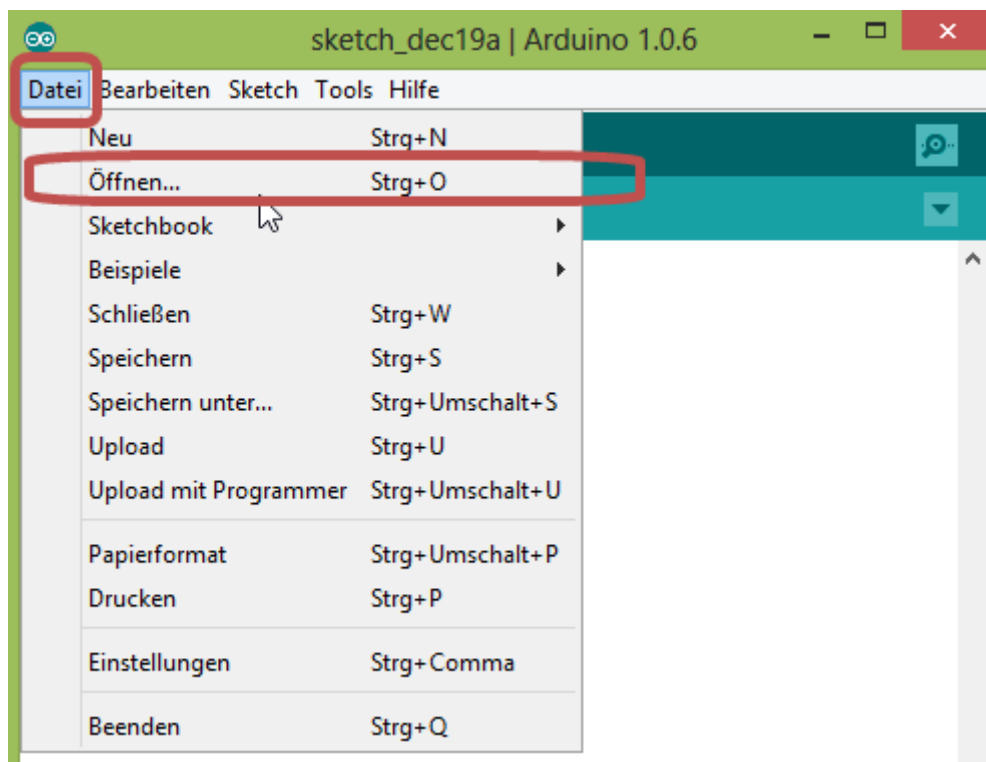 sketch_dec19a | Arduino 1.0.6
Datei Bearbeiten Sketch Tools Hilfe
Neu Strg+N
Öffnen... Strg+O
Sketchbook
Beispiele
Schließen Strg+W
Speichern Strg+S
Speichern unter... Strg+Umschalt+S
Upload Strg+U
Upload mit Programmer Strg+Umschalt+U
Papierformat Strg+Umschalt+P
Drucken Strg+P
Einstellungen Strg+Comma
Beenden Strg+Q